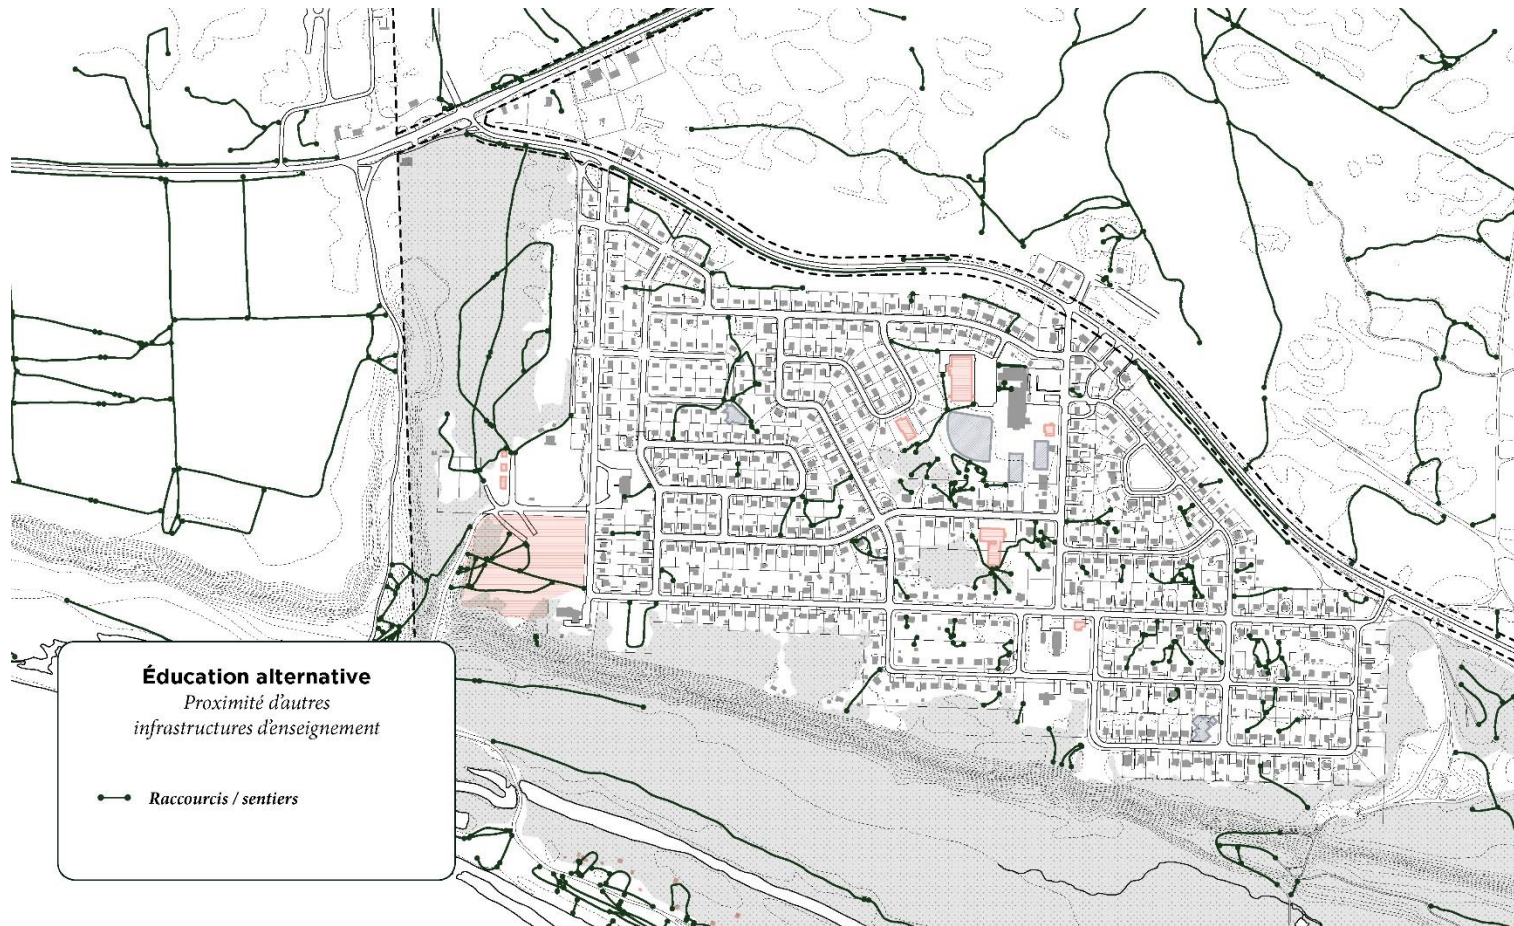 Éducation alternative
Proximité d'autres
infrastructures d'enseignement
Raccourcis / sentiers